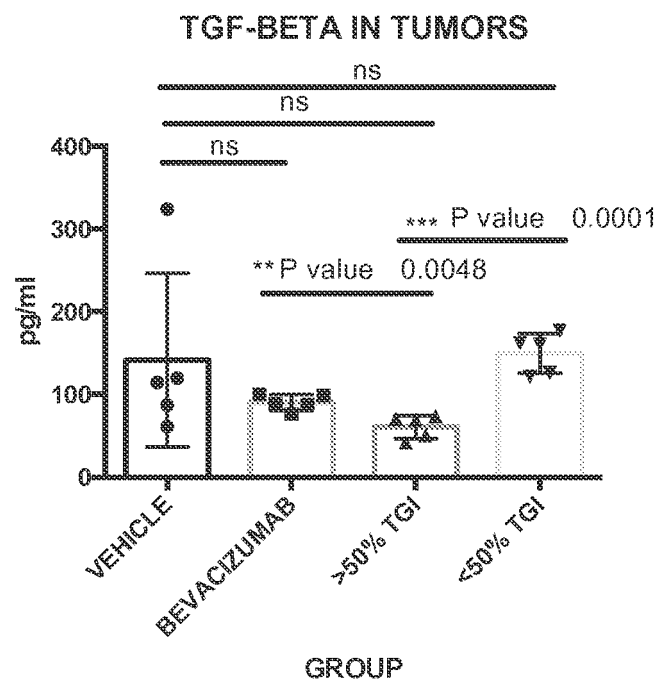 TGF-BETA IN TUMORS
ns
ns
ns
400
*** P value 0.0001
300
** P value 0.0048
200
pg/ml
100
0
VEHICLE
BEVACIZUMAB
>50% TGI
<50% TGI
GROUP